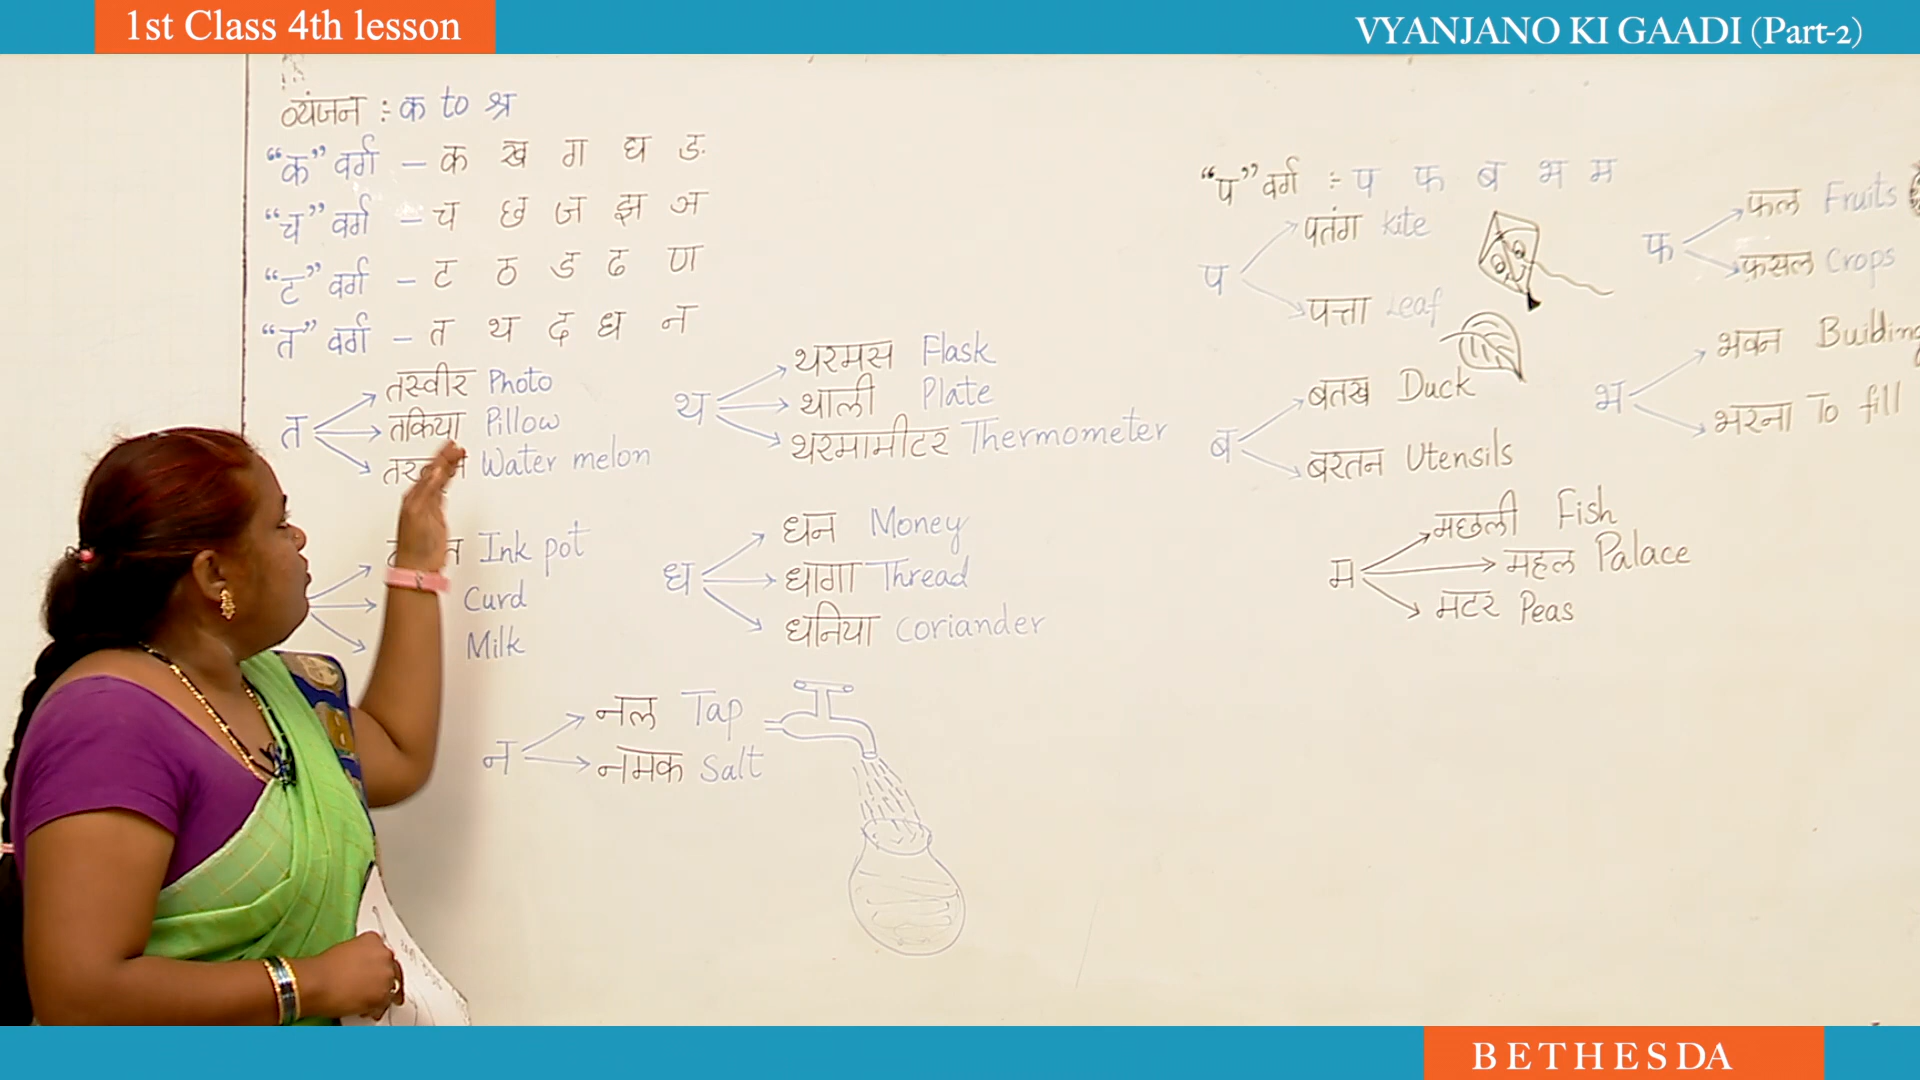 1st Class 4th lesson
VYANJANO KI GAADI (Part-2)
व्यंजन :- क to श्र
“क” वर्ग – क ख ग घ ङ
“च” वर्ग – च छ ज झ ञ
“ट” वर्ग – ट ठ ड ढ ण
“त” वर्ग – त थ द ध न
त
तस्वीर Photo
तकिया Pillow
Water melon
थ
थरमस Flask
थाली Plate
थरमामीटर Thermometer
Ink pot
Curd
Milk
ध
धन Money
धागा Thread
धनिया Coriander
न
नल Tap
नमक Salt
“प” वर्ग :- प फ ब भ म
प
पतंग Kite
पत्ता Leaf
फ
फल Fruits
फसल Crops
ब
बतख Duck
बरतन Utensils
भ
भवन Buibling
भरना To fill
म
मछली Fish
महल Palace
मटर Peas
BETHESDA